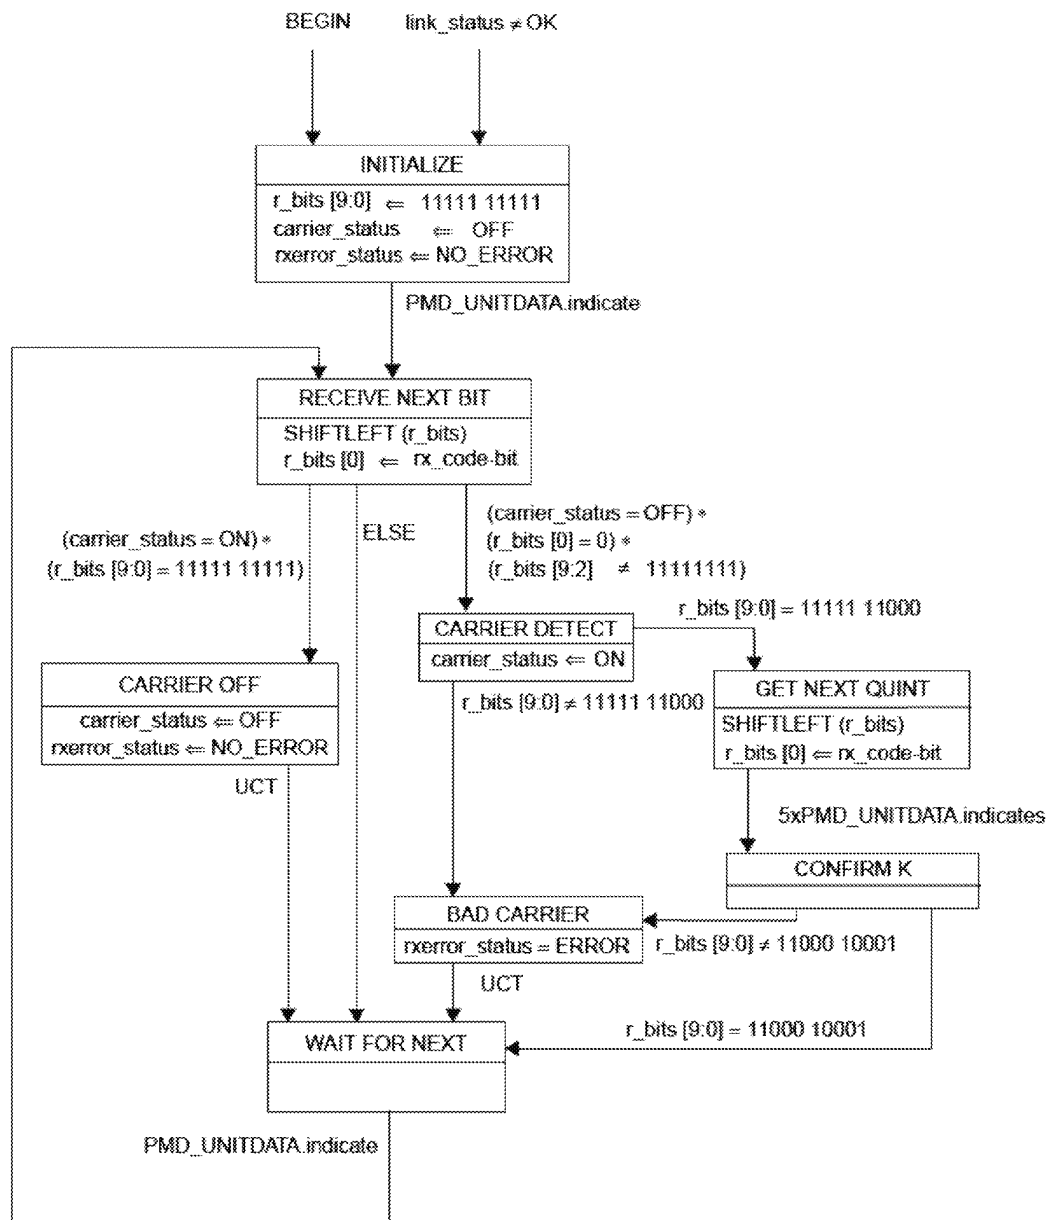 BEGIN
link_status ≠ OK
INITIALIZE
r_bits [9:0] ⇐ 11111 11111
carrier_status ⇐ OFF
rxerror_status ⇐ NO_ERROR
PMD_UNITDATA.indicate
RECEIVE NEXT BIT
SHIFTLEFT (r_bits)
r_bits [0] ⇐ rx_code-bit
(carrier_status = ON) *
(r_bits [9:0] = 11111 11111)
ELSE
(carrier_status = OFF) *
(r_bits [0] = 0) *
(r_bits [9:2] ≠ 11111111)
CARRIER DETECT
carrier_status ⇐ ON
r_bits [9:0] = 11111 11000
CARRIER OFF
carrier_status ⇐ OFF
rxerror_status ⇐ NO_ERROR
UCT
r_bits [9:0] ≠ 11111 11000
GET NEXT QUINT
SHIFTLEFT (r_bits)
r_bits [0] ⇐ rx_code-bit
5xPMD_UNITDATA.indicates
CONFIRM K
BAD CARRIER
rxerror_status = ERROR
r_bits [9:0] ≠ 11000 10001
UCT
r_bits [9:0] = 11000 10001
WAIT FOR NEXT
PMD_UNITDATA.indicate